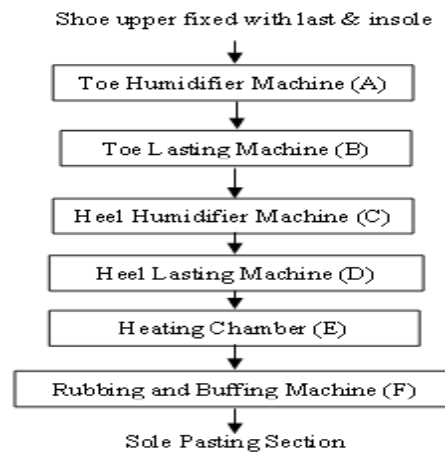 Shoe upper fixed with last & insole
Toe Humidifier Machine (A)
Toe Lasting Machine (B)
Heel Humidifier Machine (C)
Heel Lasting Machine (D)
Heating Chamber (E)
Rubbing and Buffing Machine (F)
Sole Pasting Section